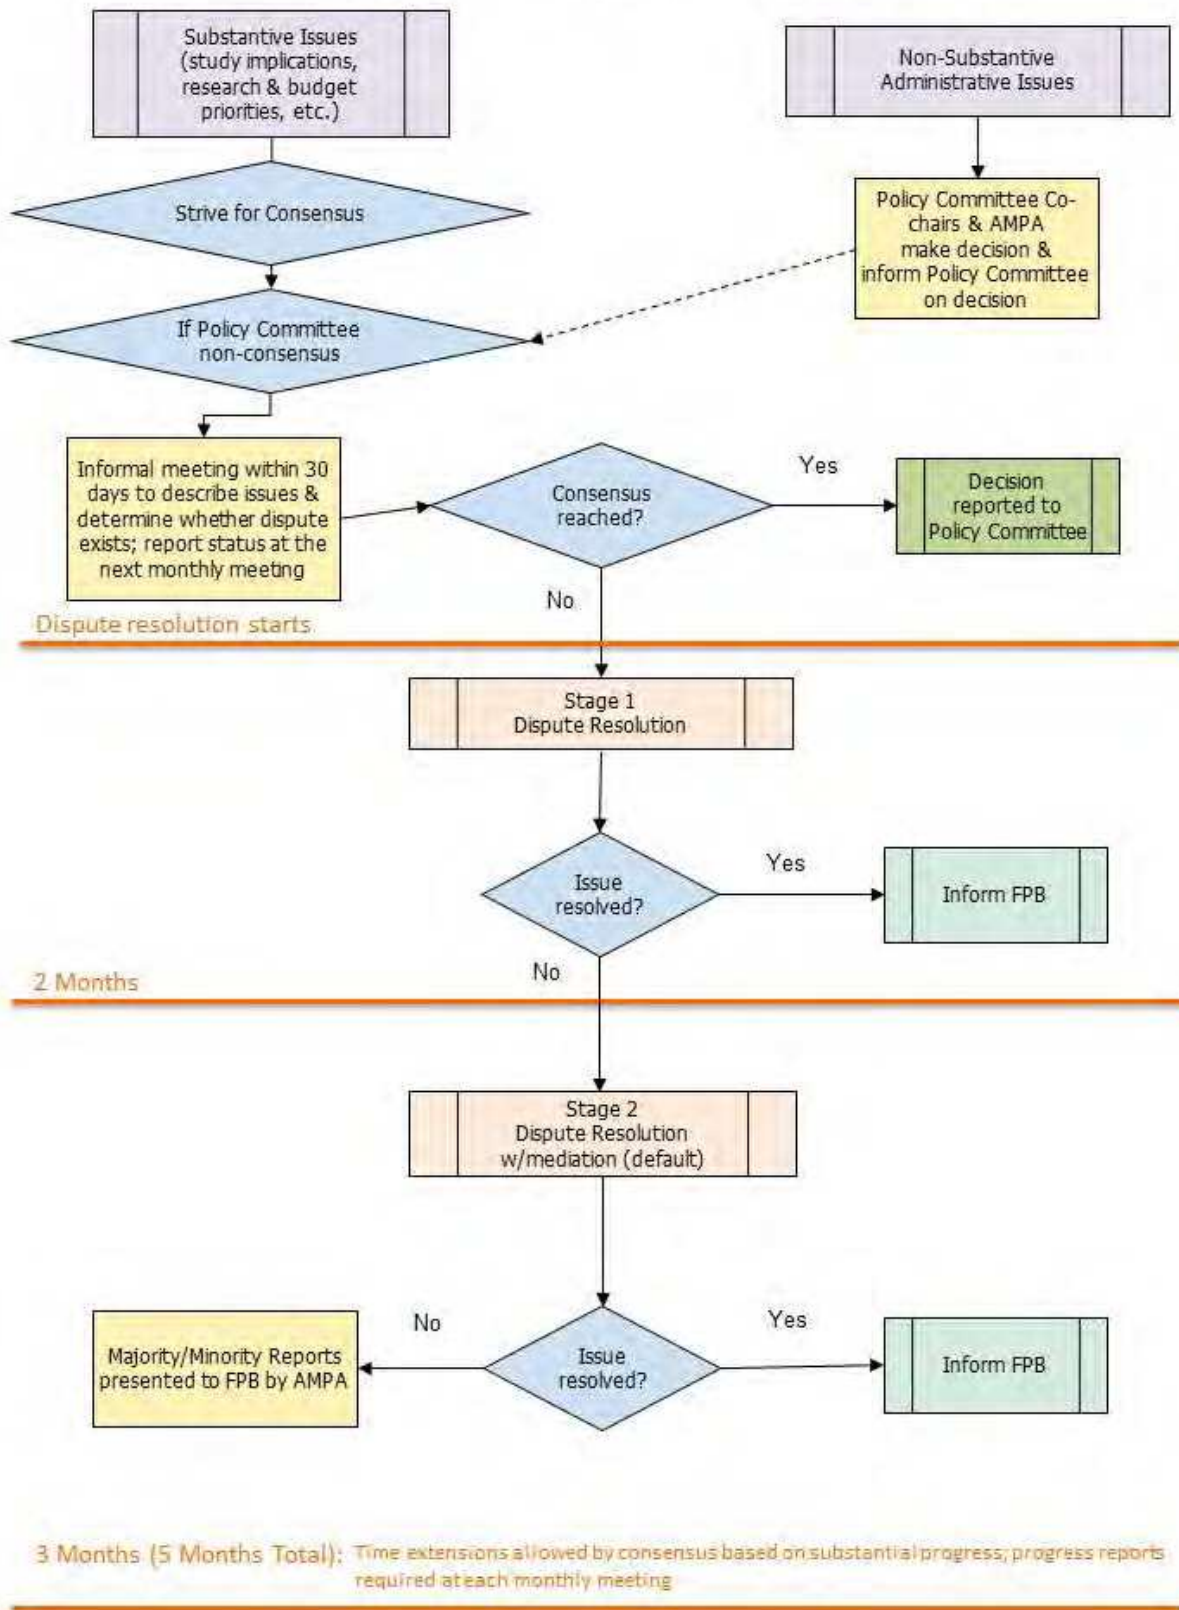 Substantive Issues
(study implications,
research & budget
priorities, etc.)
Non-Substantive
Administrative Issues
Strive for Consensus
Policy Committee Co-
chairs & AMPA
make decision &
inform Policy Committee
on decision
If Policy Committee
non-consensus
Informal meeting within 30
days to describe issues &
determine whether dispute
exists; report status at the
next monthly meeting
Consensus
reached?
Yes
Decision
reported to
Policy Committee
No
Dispute resolution starts
Stage 1
Dispute Resolution
Issue
resolved?
Yes
Inform FPB
No
2 Months
Stage 2
Dispute Resolution
w/mediation (default)
Majority/Minority Reports
presented to FPB by AMPA
No
Issue
resolved?
Yes
Inform FPB
3 Months (5 Months Total): Time extensions allowed by consensus based on substantial progress; progress reports
required at each monthly meeting